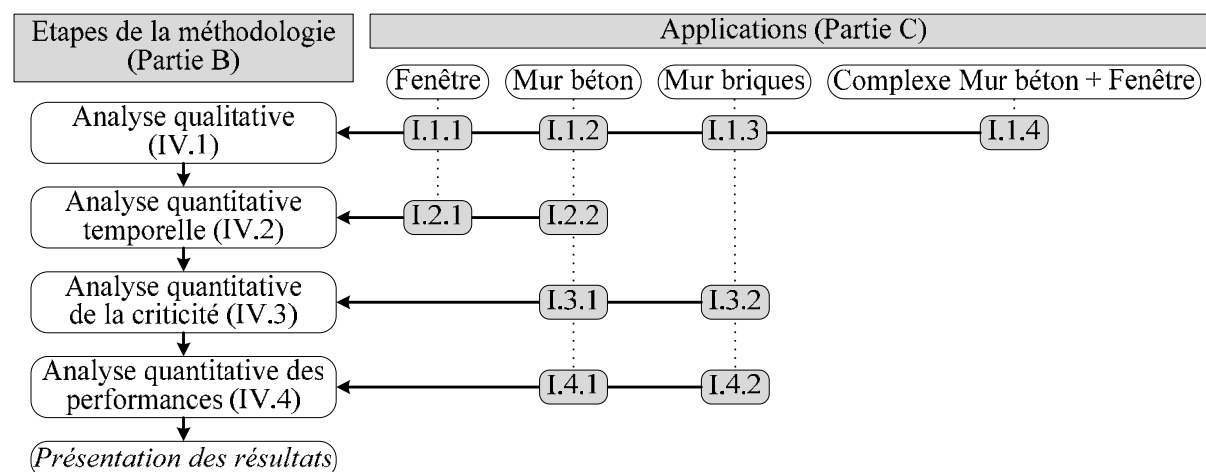 Etapes de la méthodologie
(Partie B)
Applications (Partie C)
Fenêtre
Mur béton
Mur briques
Complexe Mur béton + Fenêtre
Analyse qualitative
(IV.1)
I.1.1
I.1.2
I.1.3
I.1.4
Analyse quantitative
temporelle (IV.2)
I.2.1
I.2.2
Analyse quantitative
de la criticité (IV.3)
I.3.1
I.3.2
Analyse quantitative des
performances (IV.4)
I.4.1
I.4.2
Présentation des résultats